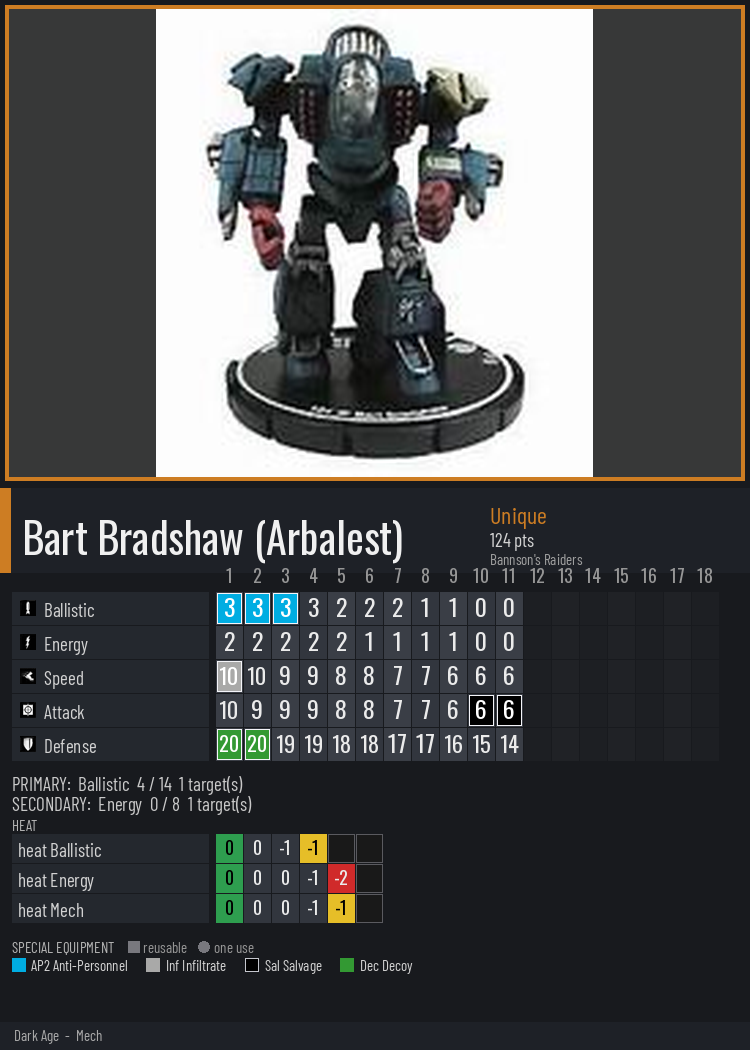 Bart Bradshaw (Arbalest)
Unique
124 pts
Bannson's Raiders
1 2 3 4 5 6 7 8 9 10 11 12 13 14 15 16 17 18
Ballistic 3 3 3 3 2 2 2 1 1 0 0
Energy 2 2 2 2 2 1 1 1 1 0 0
Speed 10 10 9 9 8 8 7 7 6 6 6
Attack 10 9 9 9 8 8 7 7 6 6 6
Defense 20 20 19 19 18 18 17 17 16 15 14
PRIMARY: Ballistic 4 / 14 1 target(s)
SECONDARY: Energy 0 / 8 1 target(s)
HEAT
heat Ballistic 0 0 -1 -1
heat Energy 0 0 0 -1 -2
heat Mech 0 0 0 -1 -1
SPECIAL EQUIPMENT reusable one use
AP2 Anti-Personnel Inf Infiltrate Sal Salvage Dec Decoy
Dark Age - Mech